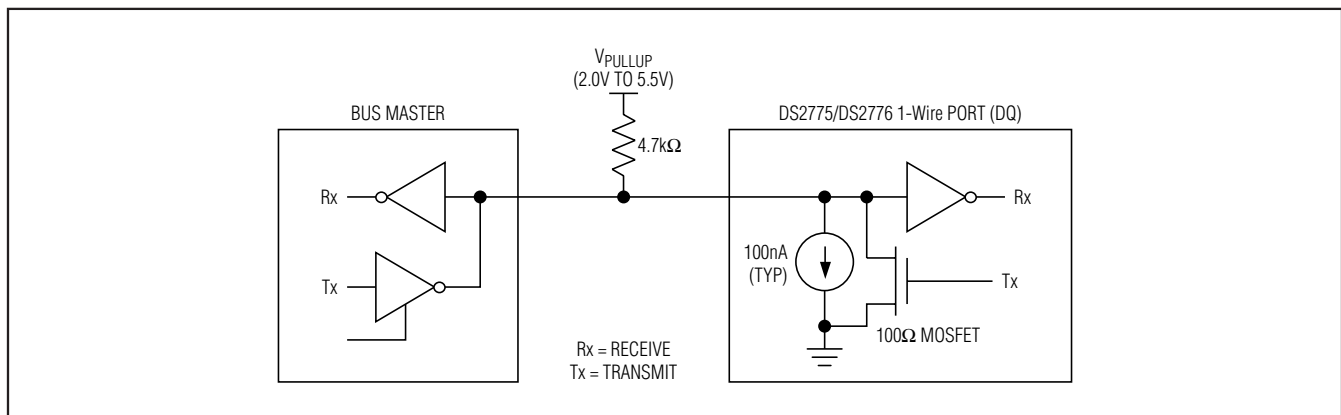 V_PULLUP
(2.0V TO 5.5V)
BUS MASTER
DS2775/DS2776 1-Wire PORT (DQ)
4.7kΩ
Rx
Rx
100nA
(TYP)
Tx
Tx
100Ω MOSFET
Rx = RECEIVE
Tx = TRANSMIT